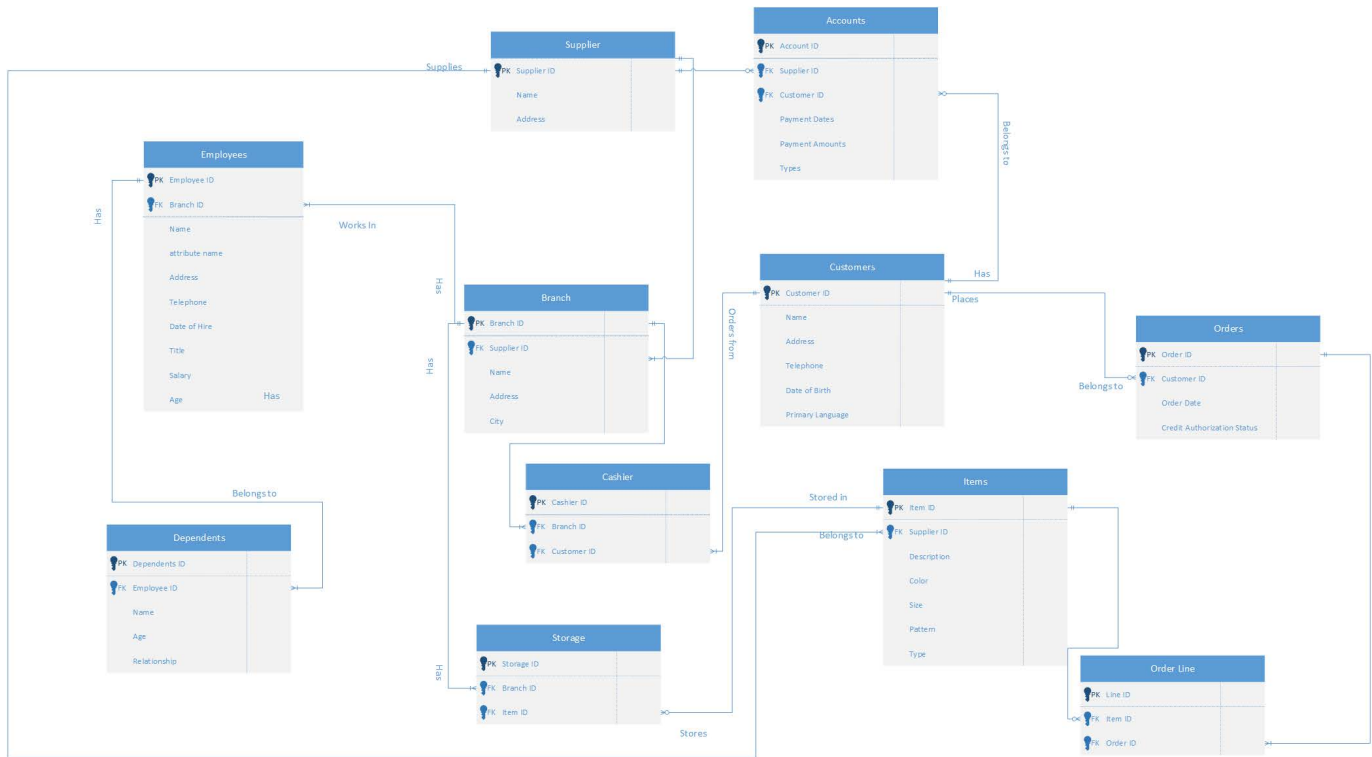 Accounts
PK Account ID
FK Supplier ID
FK Customer ID
Payment Dates
Payment Amounts
Types
Supplier
PK Supplier ID
Name
Address
Supplies
Belongs to
Employees
PK Employee ID
FK Branch ID
Name
attribute name
Address
Telephone
Date of Hire
Title
Salary
Age
Has
Has
Works In
Has
Branch
PK Branch ID
FK Supplier ID
Name
Address
City
Has
Customers
PK Customer ID
Name
Address
Telephone
Date of Birth
Primary Language
Has
Places
Orders from
Orders
PK Order ID
FK Customer ID
Order Date
Credit Authorization Status
Belongs to
Cashier
PK Cashier ID
FK Branch ID
FK Customer ID
Items
PK Item ID
FK Supplier ID
Description
Color
Size
Pattern
Type
Stored in
Belongs to
Belongs to
Dependents
PK Dependents ID
FK Employee ID
Name
Age
Relationship
Storage
PK Storage ID
FK Branch ID
FK Item ID
Has
Stores
Order Line
PK Line ID
FK Item ID
FK Order ID